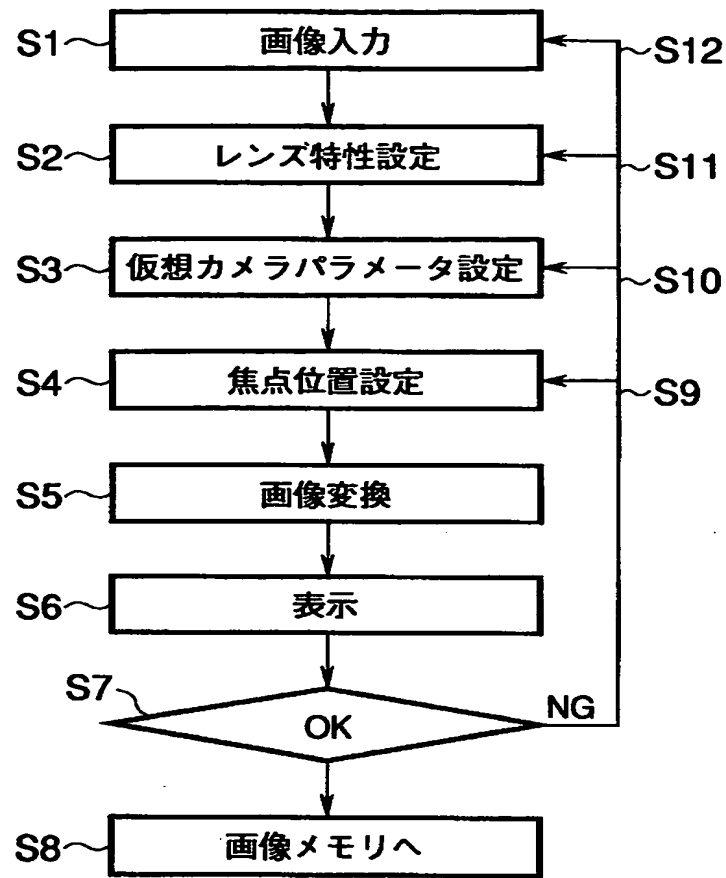 S1 画像入力 S12
S2 レンズ特性設定 S11
S3 仮想カメラパラメータ設定 S10
S4 焦点位置設定 S9
S5 画像変換
S6 表示
S7 OK NG
S8 画像メモリへ